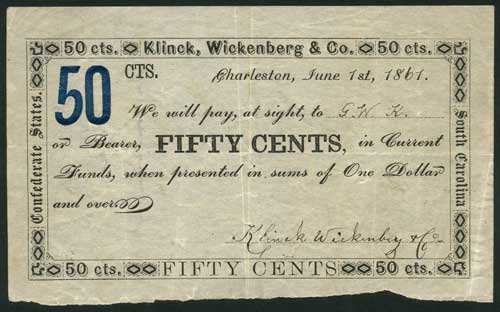 50 cts. Klinck, Wickenberg & Co. 50 cts.
50 CTS. Charleston, June 1st, 1861.
We will pay, at sight, to G W K.
or Bearer, FIFTY CENTS, in Current
Funds, when presented in sums of One Dollar
and over
Klinck Wickenberg & Co.
Confederate States.
South Carolina
50 cts. FIFTY CENTS 50 cts.